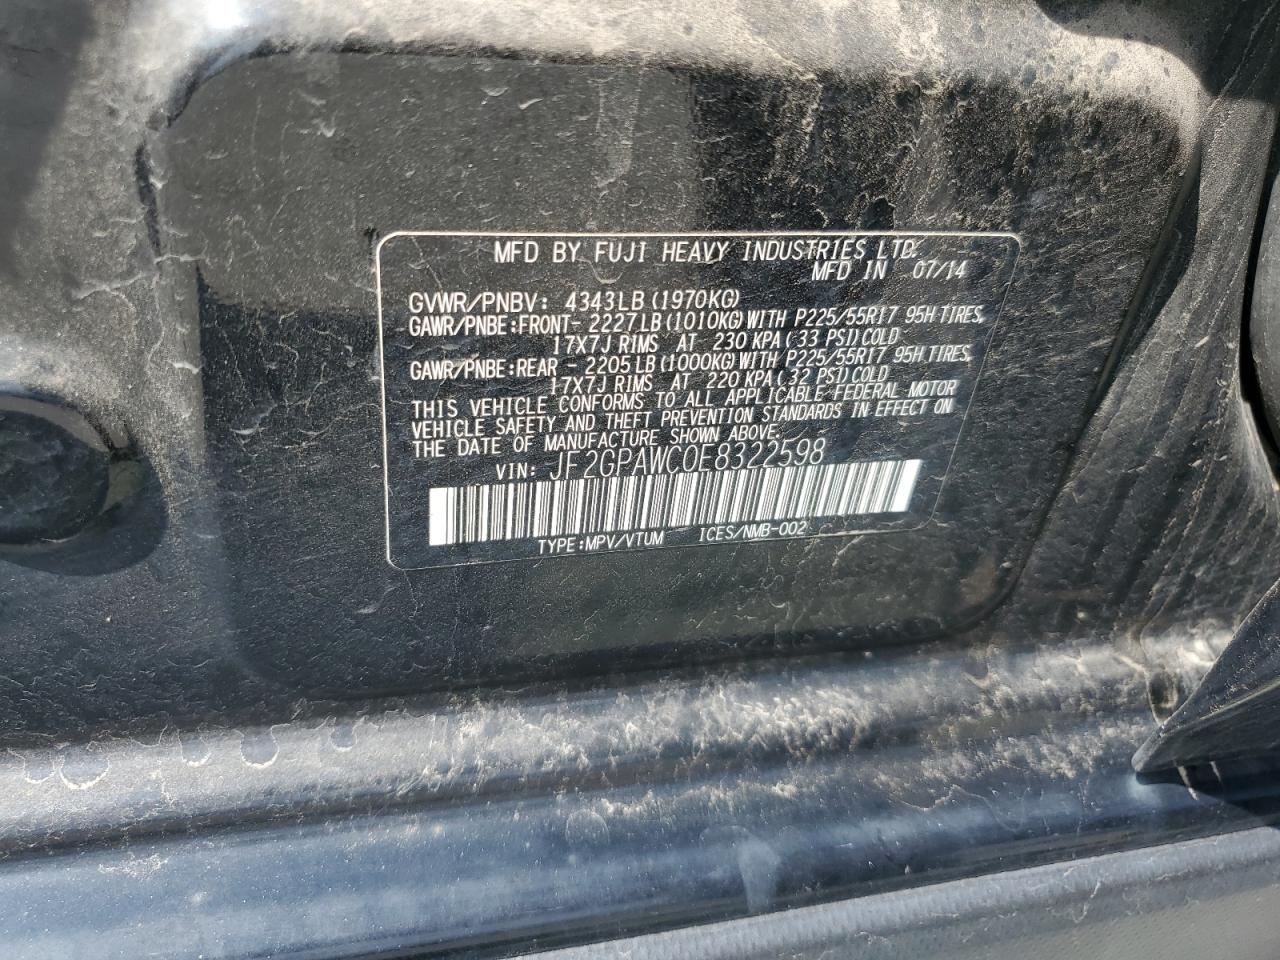 MFD BY FUJI HEAVY INDUSTRIES LTD.
MFD IN 07/14
GVWR/PNBV: 4343LB (1970KG)
GAWR/PNBE:FRONT- 2227LB (1010KG) WITH P225/55R17 95H TIRES,
17X7J RIMS AT 230 KPA (33 PSI) COLD
GAWR/PNBE:REAR - 2205LB (1000KG) WITH P225/55R17 95H TIRES,
17X7J RIMS AT 220 KPA (32 PSI) COLD
THIS VEHICLE CONFORMS TO ALL APPLICABLE FEDERAL MOTOR
VEHICLE SAFETY AND THEFT PREVENTION STANDARDS IN EFFECT ON
THE DATE OF MANUFACTURE SHOWN ABOVE.
VIN: JF2GPAWC0E8322598
TYPE:MPV/VTUM ICES/NMB-002